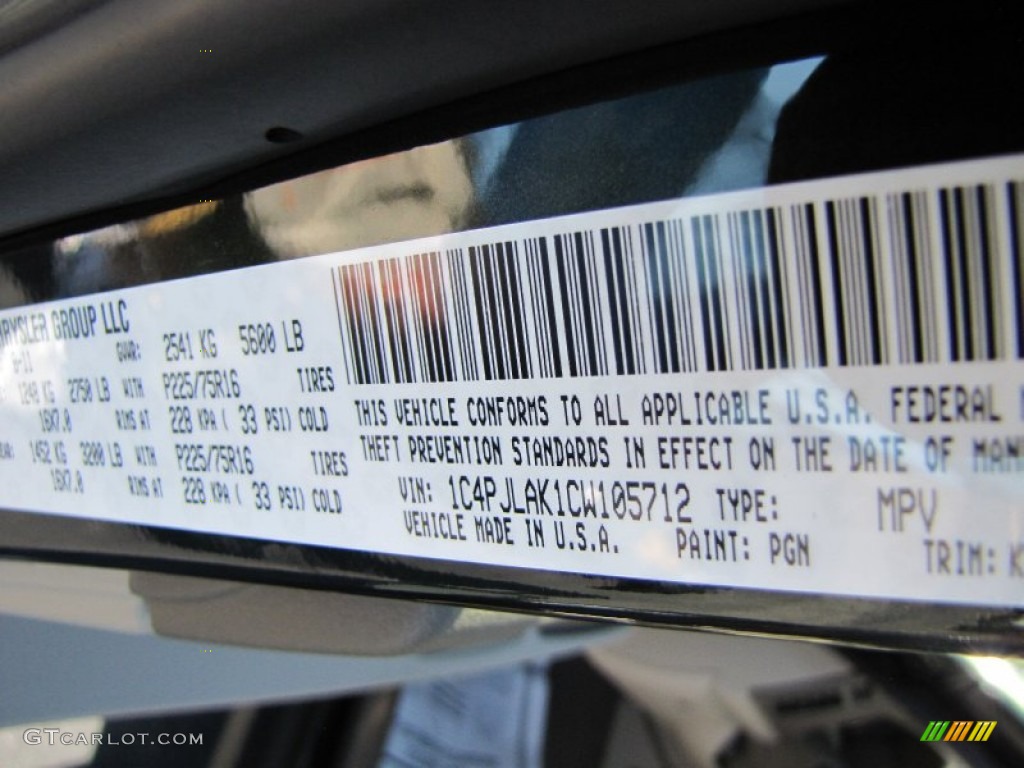 GROUP LLC
GVWR: 2541 KG 5600 LB
1248 KG 2750 LB WITH P225/75R16 TIRES
16X7.0 RIMS AT 228 KPA ( 33 PSI) COLD
1452 KG 3200 LB WITH P225/75R16 TIRES
16X7.0 RIMS AT 228 KPA ( 33 PSI) COLD
THIS VEHICLE CONFORMS TO ALL APPLICABLE U.S.A. FEDERAL
THEFT PREVENTION STANDARDS IN EFFECT ON THE DATE OF MAN
VIN: 1C4PJLAK1CW105712 TYPE: MPV
VEHICLE MADE IN U.S.A. PAINT: PGN TRIM: K
GTCARLOT.COM